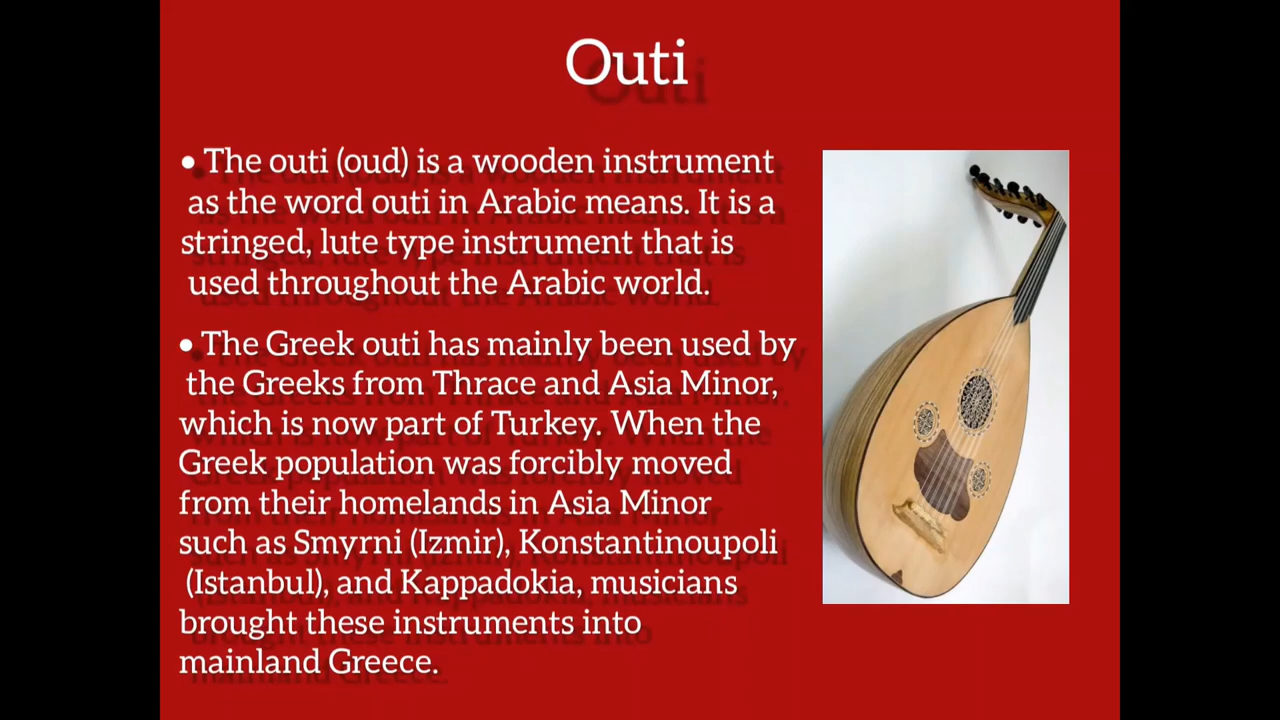 Outi
• The outi (oud) is a wooden instrument
as the word outi in Arabic means. It is a
stringed, lute type instrument that is
used throughout the Arabic world.
• The Greek outi has mainly been used by
the Greeks from Thrace and Asia Minor,
which is now part of Turkey. When the
Greek population was forcibly moved
from their homelands in Asia Minor
such as Smyrni (Izmir), Konstantinoupoli
(Istanbul), and Kappadokia, musicians
brought these instruments into
mainland Greece.